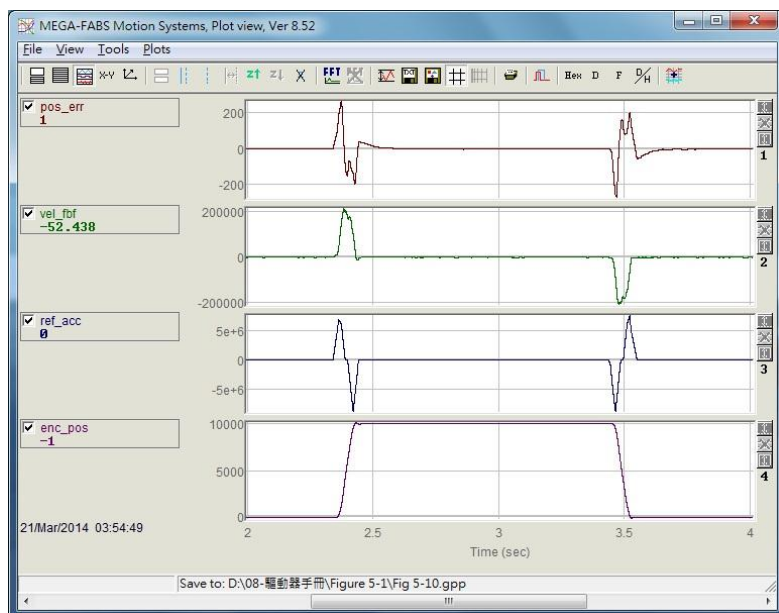 MEGA-FABS Motion Systems, Plot view, Ver 8.52
File View Tools Plots
X-Y Z↑ Z↓ X FFT Hex D F D/H
pos_err
1
200
0
-200
1
vel_fbf
-52.438
200000
0
-200000
2
ref_acc
0
5e+6
0
-5e+6
3
enc_pos
-1
10000
5000
0
4
21/Mar/2014 03:54:49
2 2.5 3 3.5 4
Time (sec)
Save to: D:\08-驅動器手冊\Figure 5-1\Fig 5-10.gpp